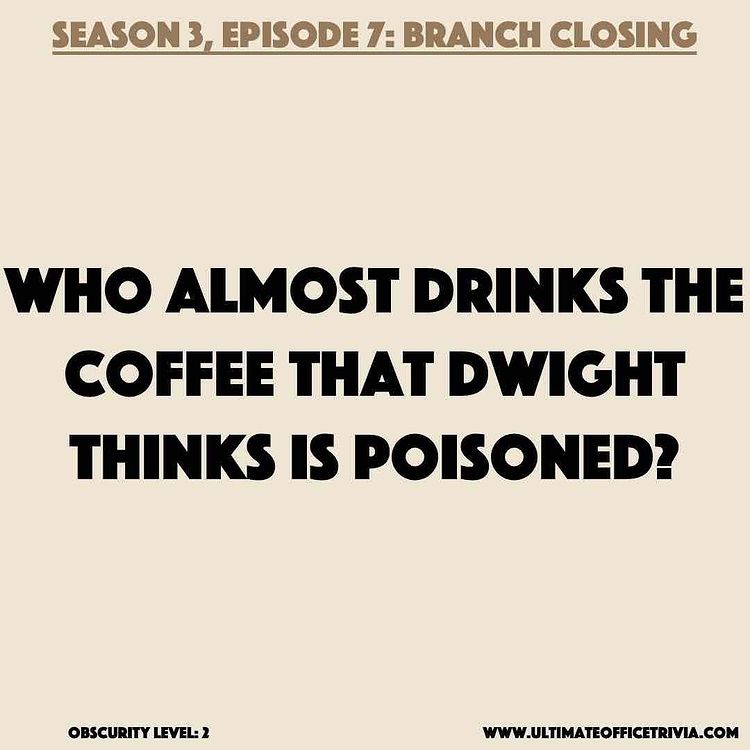 SEASON 3, EPISODE 7: BRANCH CLOSING
WHO ALMOST DRINKS THE
COFFEE THAT DWIGHT
THINKS IS POISONED?
OBSCURITY LEVEL: 2
WWW.ULTIMATEOFFICETRIVIA.COM